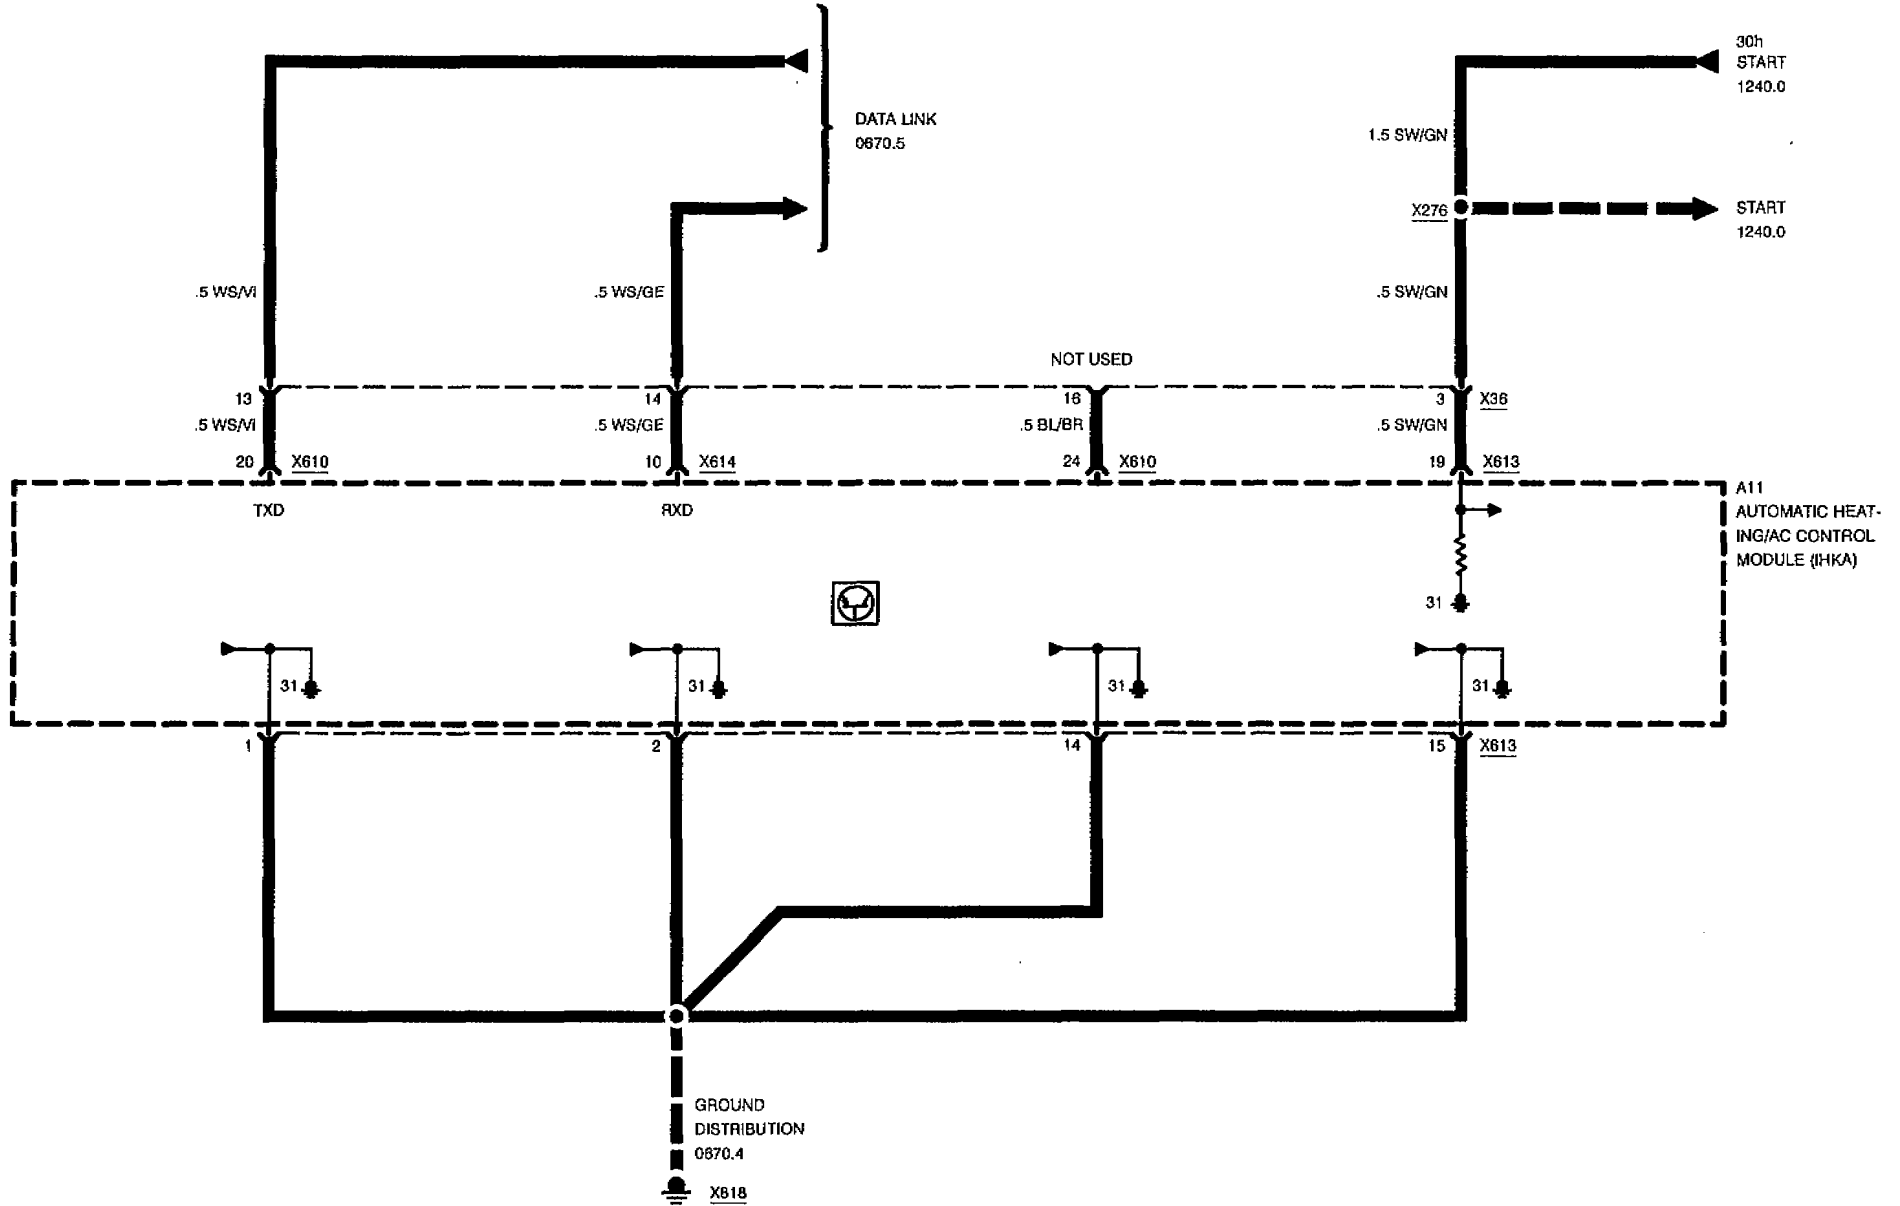 30h
START
1240.0
DATA LINK
0670.5
1.5 SW/GN
X276
START
1240.0
.5 WS/VI
.5 WS/GE
.5 SW/GN
NOT USED
13
14
16
3
X36
.5 WS/VI
.5 WS/GE
.5 BL/BR
.5 SW/GN
20
X610
10
X614
24
X610
19
X613
A11
TXD
RXD
AUTOMATIC HEAT-
ING/AC CONTROL
MODULE (IHKA)
31
31
31
31
31
1
2
14
15
X613
GROUND
DISTRIBUTION
0670.4
X818